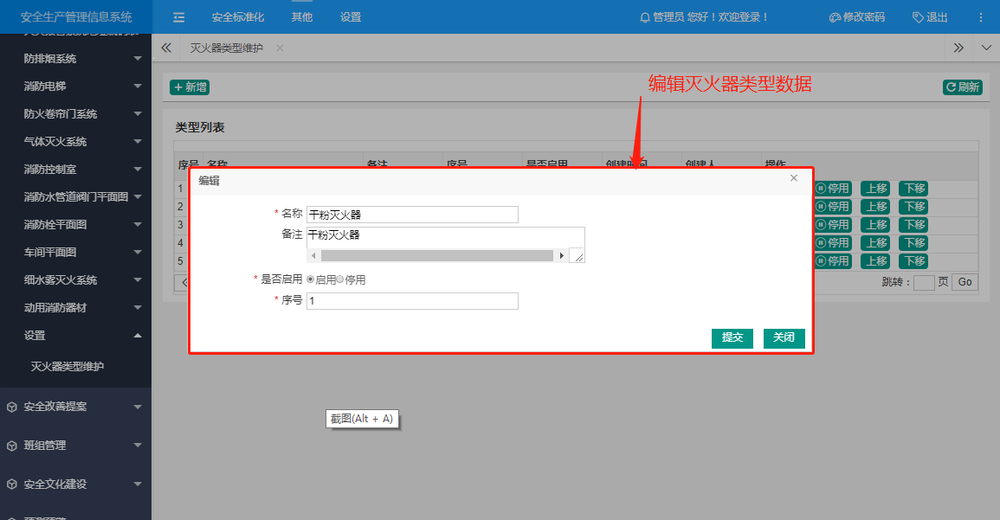 安全生产管理信息系统
安全标准化
其他
设置
管理员 您好！欢迎登录！
修改密码
退出
防排烟系统
消防电梯
防火卷帘门系统
气体灭火系统
消防控制室
消防水管道阀门平面图
消防栓平面图
车间平面图
细水雾灭火系统
动用消防器材
设置
灭火器类型维护
安全改善提案
班组管理
安全文化建设
灭火器类型维护
新增
编辑灭火器类型数据
刷新
类型列表
序号 名称 备注 序号 是否启用 创建时间 创建人 操作
1 停用 上移 下移
2 停用 上移 下移
3 停用 上移 下移
4 停用 上移 下移
5 停用 上移 下移
跳转： 页 Go
编辑
* 名称 干粉灭火器
备注 干粉灭火器
* 是否启用 启用 停用
* 序号 1
提交 关闭
截图(Alt + A)